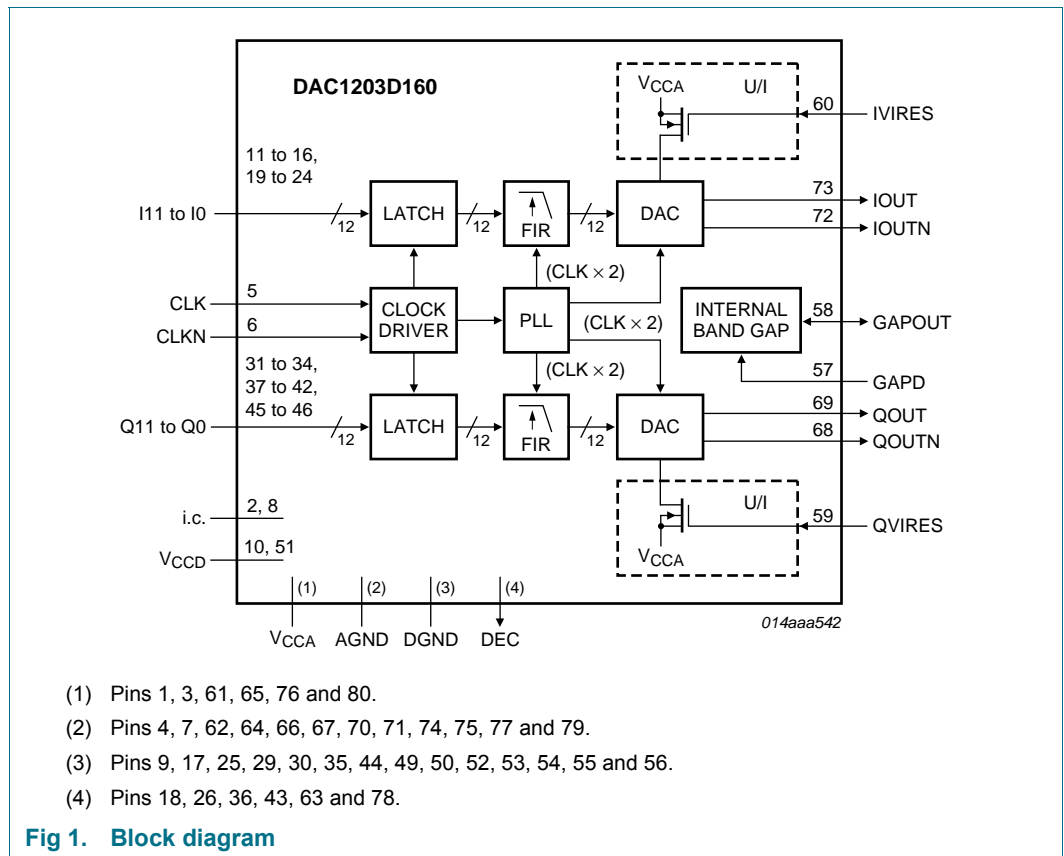 DAC1203D160
VCCA
U/I
60
IVIRES
11 to 16,
19 to 24
I11 to I0
12
LATCH
12
FIR
12
DAC
73
IOUT
72
IOUTN
(CLK × 2)
CLK
5
CLKN
6
CLOCK
DRIVER
PLL
(CLK × 2)
INTERNAL
BAND GAP
58
GAPOUT
57
GAPD
(CLK × 2)
31 to 34,
37 to 42,
45 to 46
Q11 to Q0
12
LATCH
12
FIR
12
DAC
69
QOUT
68
QOUTN
U/I
59
QVIRES
VCCA
i.c.
2, 8
VCCD
10, 51
(1)
(2)
(3)
(4)
VCCA
AGND
DGND
DEC
014aaa542
(1) Pins 1, 3, 61, 65, 76 and 80.
(2) Pins 4, 7, 62, 64, 66, 67, 70, 71, 74, 75, 77 and 79.
(3) Pins 9, 17, 25, 29, 30, 35, 44, 49, 50, 52, 53, 54, 55 and 56.
(4) Pins 18, 26, 36, 43, 63 and 78.
Fig 1. Block diagram